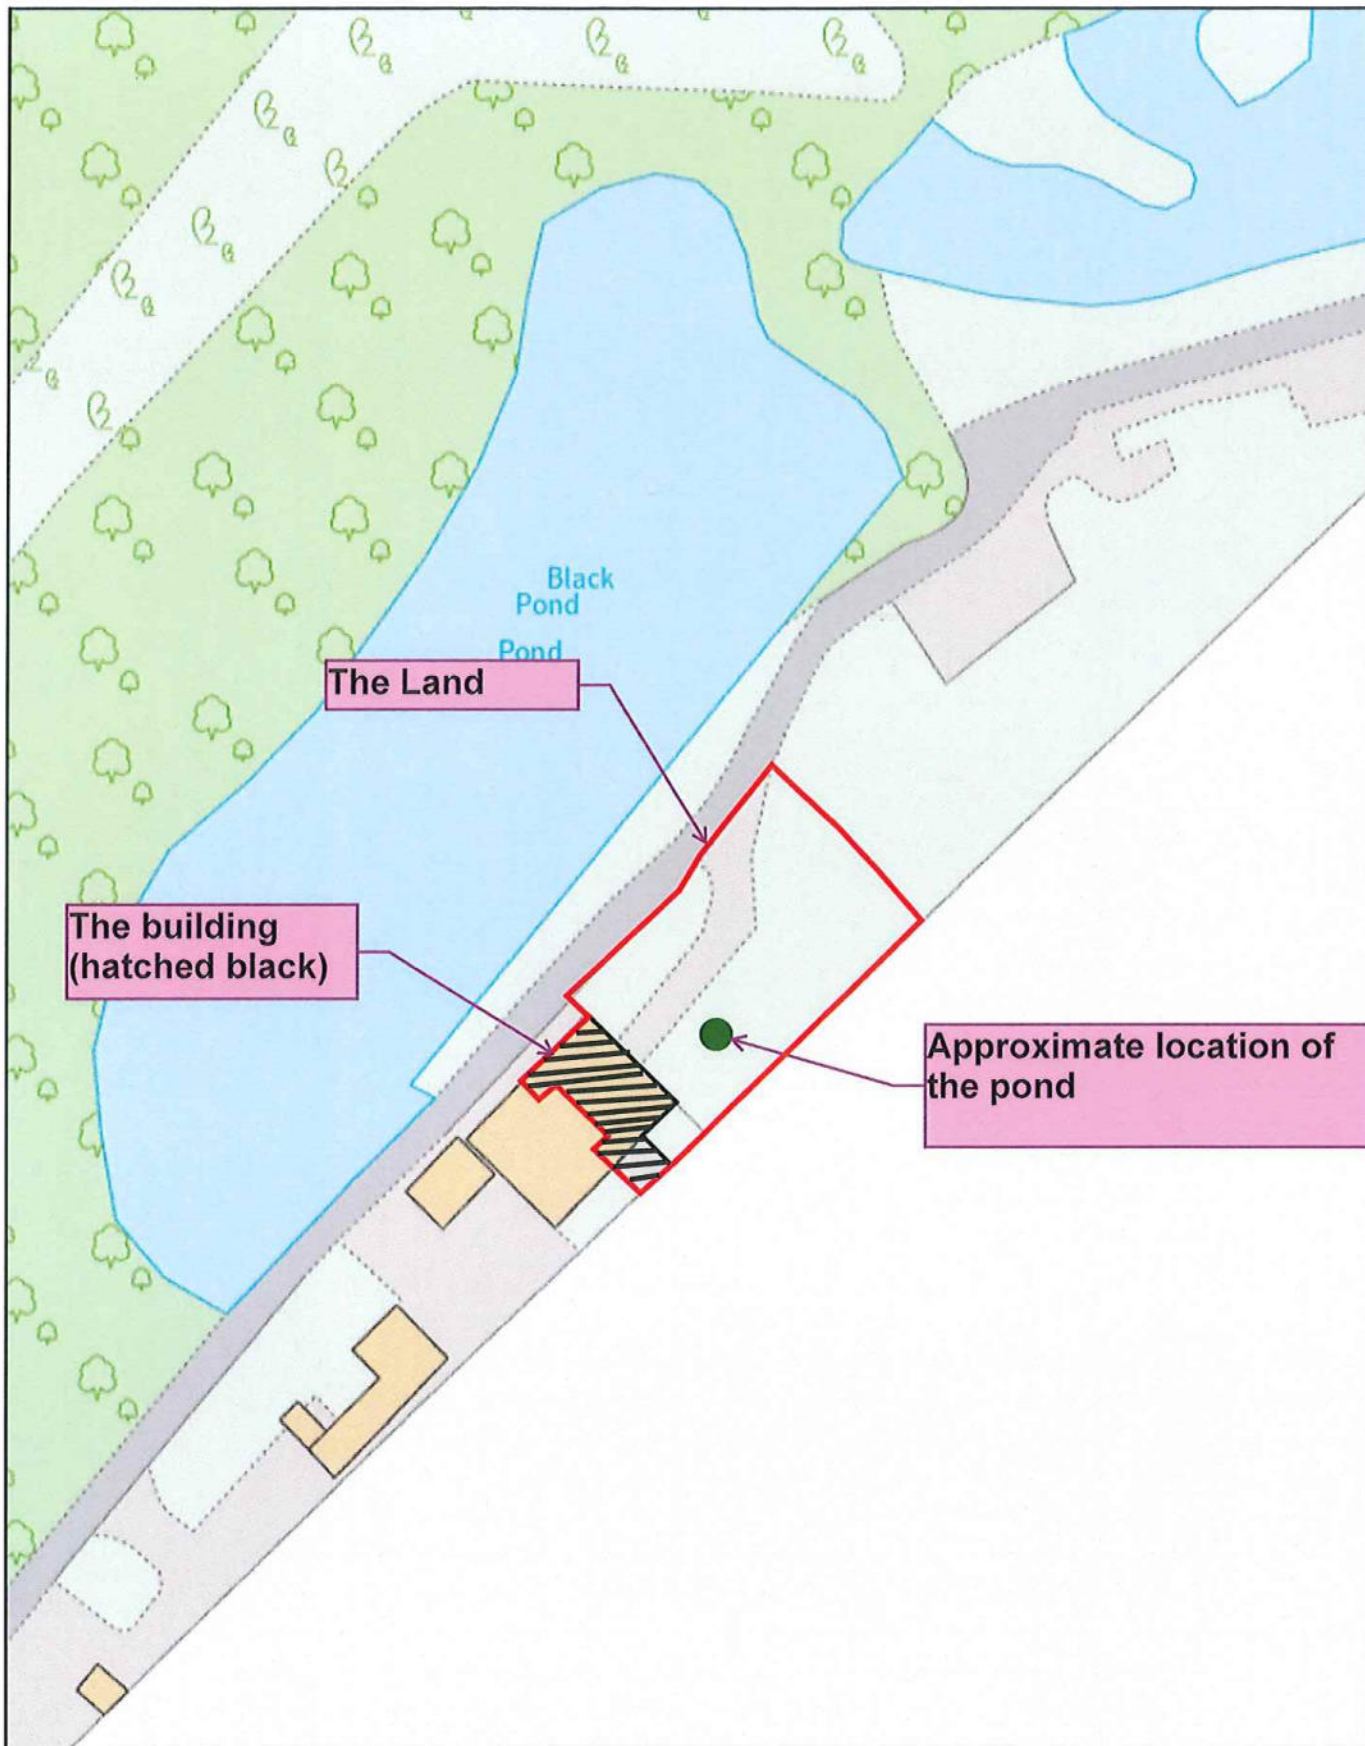 Black
Pond
Pond
The Land
The building
(hatched black)
Approximate location of
the pond